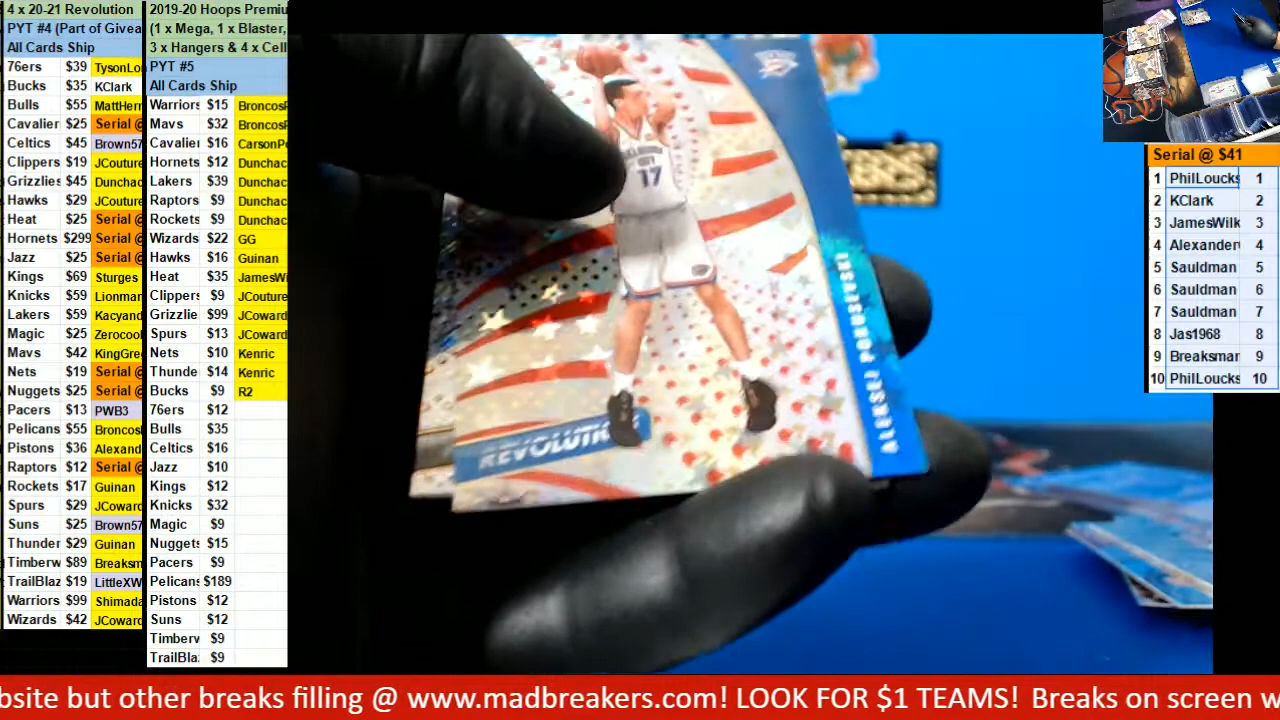 4 x 20-21 Revolution
PYT #4 (Part of Givea
All Cards Ship
76ers $39 TysonLo
Bucks $35 KClark
Bulls $55 MattHerr
Cavalier $25 Serial @
Celtics $45 Brown57
Clippers $19 JCouture
Grizzlies $45 Dunchac
Hawks $29 JCouture
Heat $25 Serial @
Hornets $299 Serial @
Jazz $25 Serial @
Kings $69 Sturges
Knicks $59 Lionman
Lakers $59 Kacyand
Magic $25 Zerocool
Mavs $42 KingGre
Nets $19 Serial @
Nuggets $25 Serial @
Pacers $13 PWB3
Pelicans $55 Broncos
Pistons $36 Alexand
Raptors $12 Serial @
Rockets $17 Guinan
Spurs $29 JCoward
Suns $25 Brown57
Thunder $29 Guinan
Timberw $89 Breaksm
TrailBlaz $19 LittleXW
Warriors $99 Shimada
Wizards $42 JCoward
2019-20 Hoops Premiu
(1 x Mega, 1 x Blaster,
3 x Hangers & 4 x Cell
PYT #5
All Cards Ship
Warriors $15 BroncosP
Mavs $32 BroncosP
Cavalier $16 CarsonPe
Hornets $12 Dunchac
Lakers $39 Dunchac
Raptors $9 Dunchac
Rockets $9 Dunchac
Wizards $22 GG
Hawks $16 Guinan
Heat $35 JamesWi
Clippers $9 JCouture
Grizzlie $99 JCoward
Spurs $13 JCoward
Nets $10 Kenric
Thunde $14 Kenric
Bucks $9 R2
76ers $12
Bulls $35
Celtics $16
Jazz $10
Kings $12
Knicks $32
Magic $9
Nuggets $15
Pacers $9
Pelicans $189
Pistons $12
Suns $12
Timberw $9
TrailBla $9
17
REVOLUTI
ALEKSEJ POKUSEVSKI
Serial @ $41
1 PhilLoucks 1
2 KClark 2
3 JamesWilk 3
4 Alexander 4
5 Sauldman 5
6 Sauldman 6
7 Sauldman 7
8 Jas1968 8
9 Breaksman 9
10 PhilLoucks 10
bsite but other breaks filling @ www.madbreakers.com! LOOK FOR $1 TEAMS! Breaks on screen w